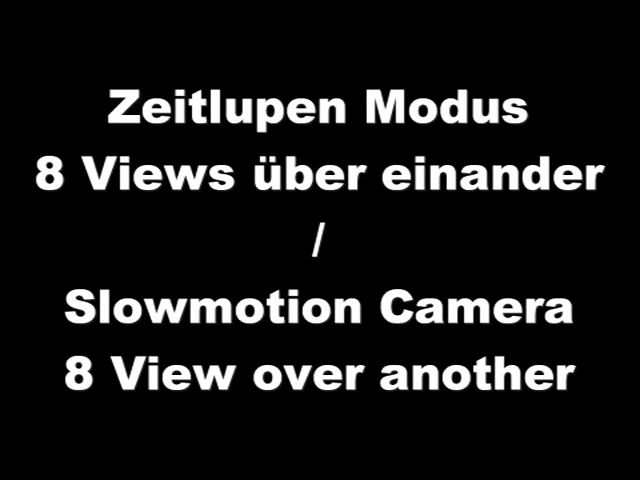 Zeitlupen Modus
8 Views über einander
/
Slowmotion Camera
8 View over another